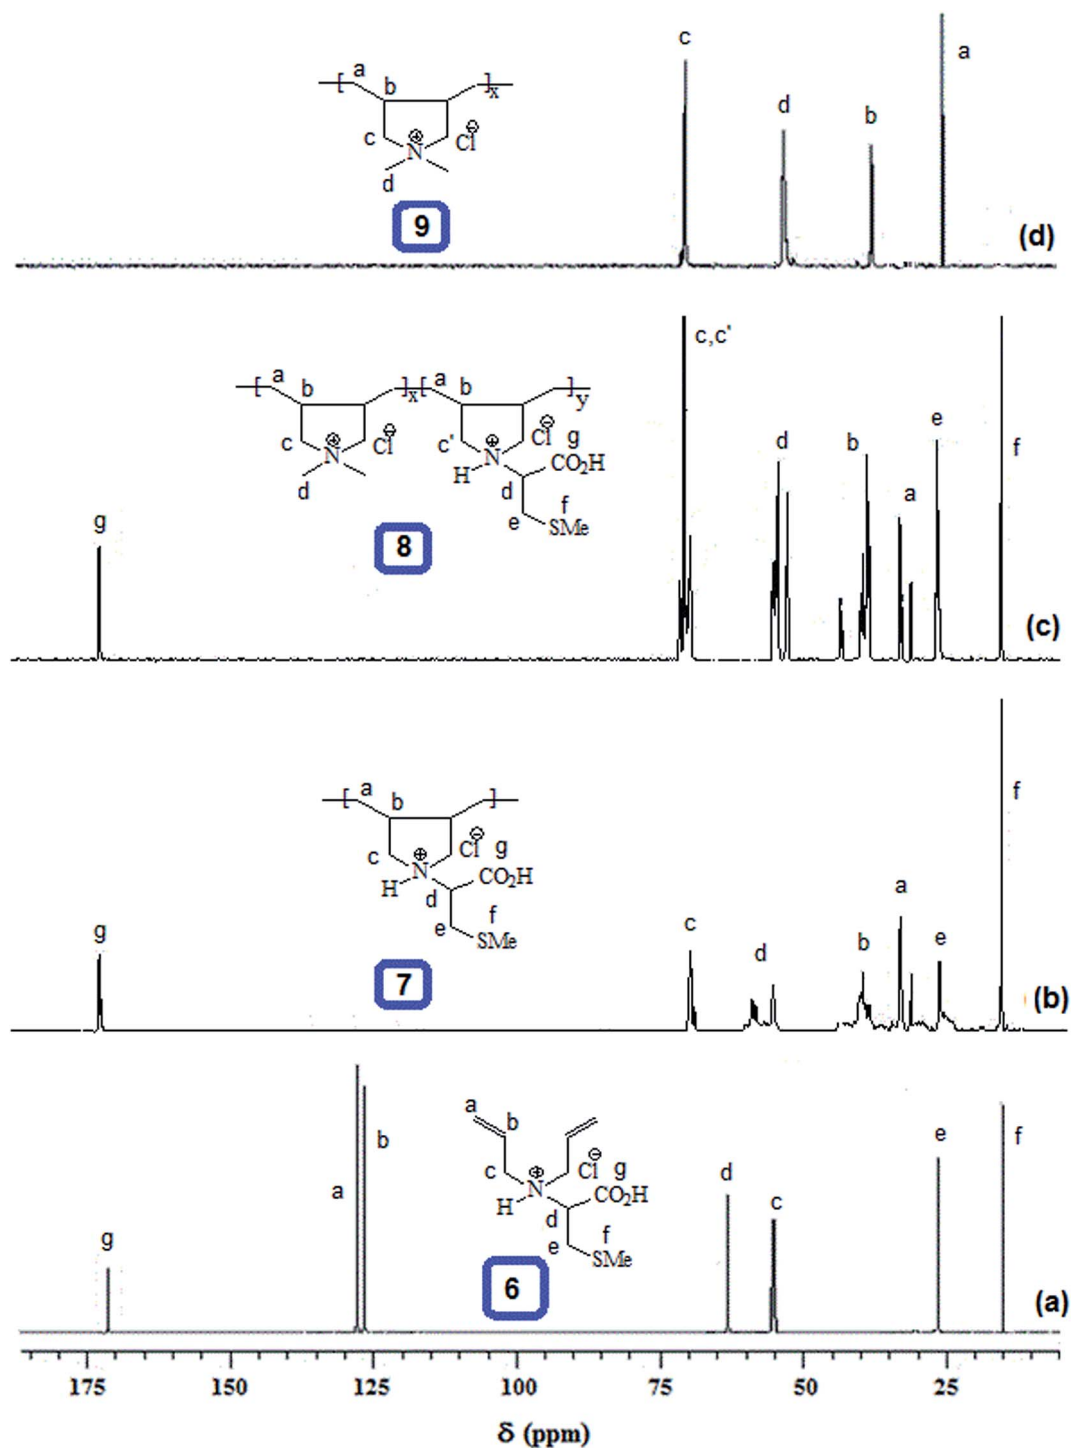 c
a
d
b
a
b
c
Cl⊖
⊕
N
d
]x
9
(d)
c,c'
a
b
]x[
a
b
]y
c
⊕
N
Cl⊖
d
c'
⊕
H N
Cl⊖
g
CO₂H
d
f
e
SMe
8
g
d
b
a
e
f
(c)
a
b
c
⊕
H N
Cl⊖
g
CO₂H
d
f
e
SMe
7
g
c
d
b
a
e
f
(b)
a
b
c
⊕
H N
Cl⊖
g
CO₂H
d
f
e
SMe
6
g
a
b
d
c
e
f
(a)
175 150 125 100 75 50 25
δ (ppm)